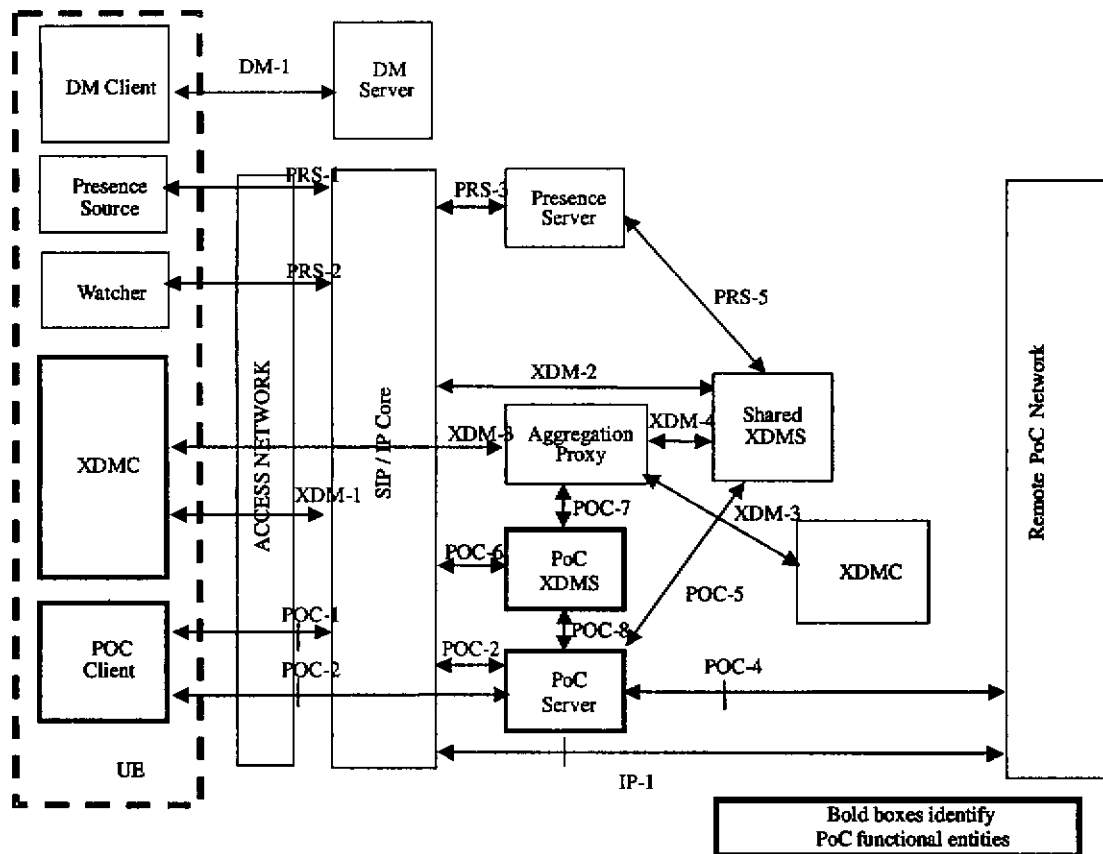 DM Client
DM-1
DM
Server
Presence
Source
PRS-1
PRS-3
Presence
Server
Watcher
PRS-2
PRS-5
XDMC
ACCESS NETWORK
SIP / IP Core
XDM-2
XDM-3
Aggregation
Proxy
XDM-4
Shared
XDMS
Remote PoC Network
XDM-1
POC-7
XDM-3
XDMC
POC-6
PoC
XDMS
POC-5
POC
Client
POC-1
POC-8
POC-2
POC-2
PoC
Server
POC-4
UE
IP-1
Bold boxes identify
PoC functional entities